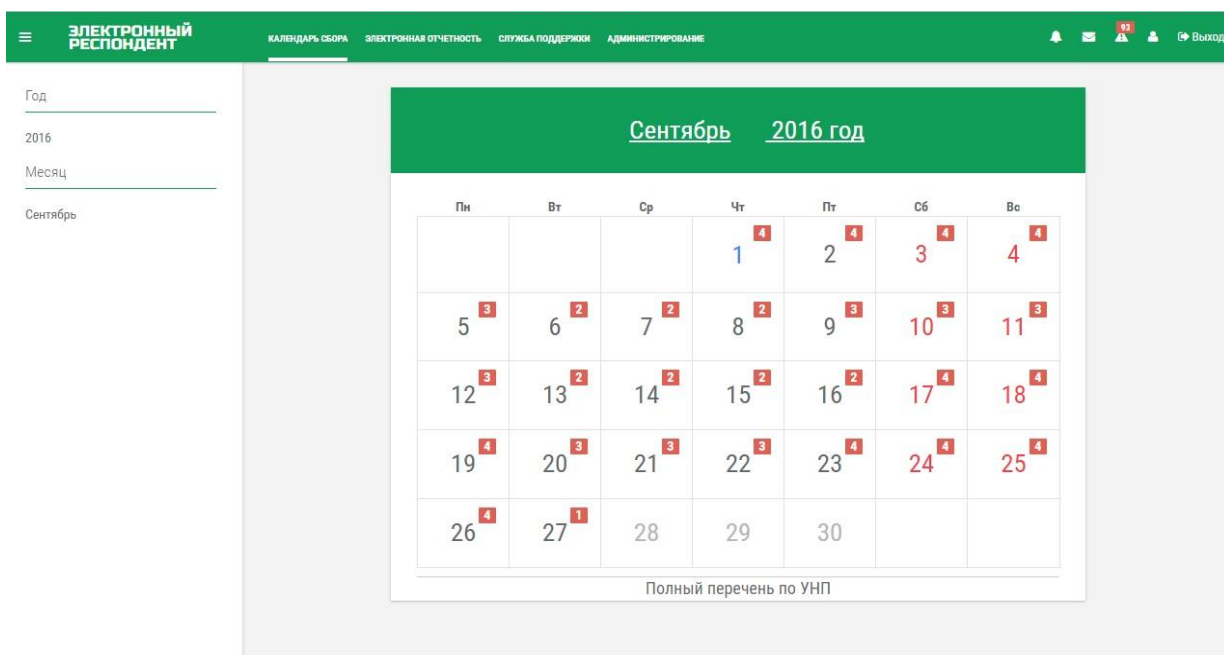 ЭЛЕКТРОННЫЙ
РЕСПОНДЕНТ
КАЛЕНДАРЬ СБОРА ЭЛЕКТРОННАЯ ОТЧЕТНОСТЬ СЛУЖБА ПОДДЕРЖКИ АДМИНИСТРИРОВАНИЕ
93
Выход
Год
2016
Месяц
Сентябрь
Сентябрь 2016 год
Пн Вт Ср Чт Пт Сб Вс
4 4 4 4
1 2 3 4
3 2 2 2 3 3 3
5 6 7 8 9 10 11
3 2 2 2 2 4 4
12 13 14 15 16 17 18
4 3 3 3 4 4 4
19 20 21 22 23 24 25
4 1
26 27 28 29 30
Полный перечень по УНП